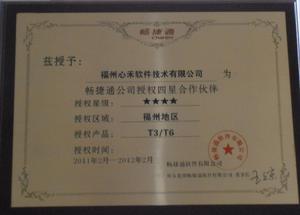 畅捷通
Chanjet
兹授予：
福州心禾软件技术有限公司 为
畅捷通公司授权四星合作伙伴
授权星级： ★★★★
授权区域： 福州地区
授权产品： T3/T6
授权时间：
2011年2月—2012年2月
畅捷通软件有限公司